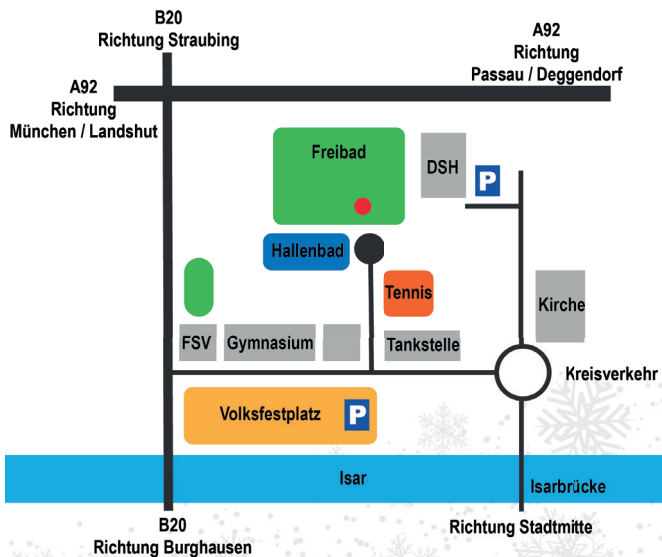 B20
Richtung Straubing
A92
Richtung
Passau / Deggendorf
A92
Richtung
München / Landshut
Freibad
DSH
P
Hallenbad
Tennis
Kirche
FSV
Gymnasium
Tankstelle
Kreisverkehr
Volksfestplatz
P
Isar
Isarbrücke
B20
Richtung Burghausen
Richtung Stadtmitte